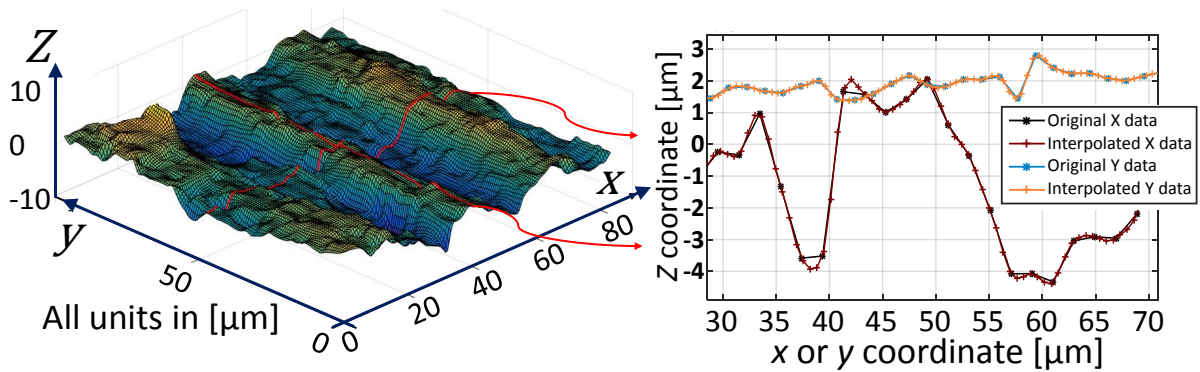 Z
10
0
-10
y
50
All units in [µm]
0 0
20
40
60
80
x
3
2
1
0
-1
-2
-3
-4
Z coordinate [µm]
30 35 40 45 50 55 60 65 70
x or y coordinate [µm]
Original X data
Interpolated X data
Original Y data
Interpolated Y data